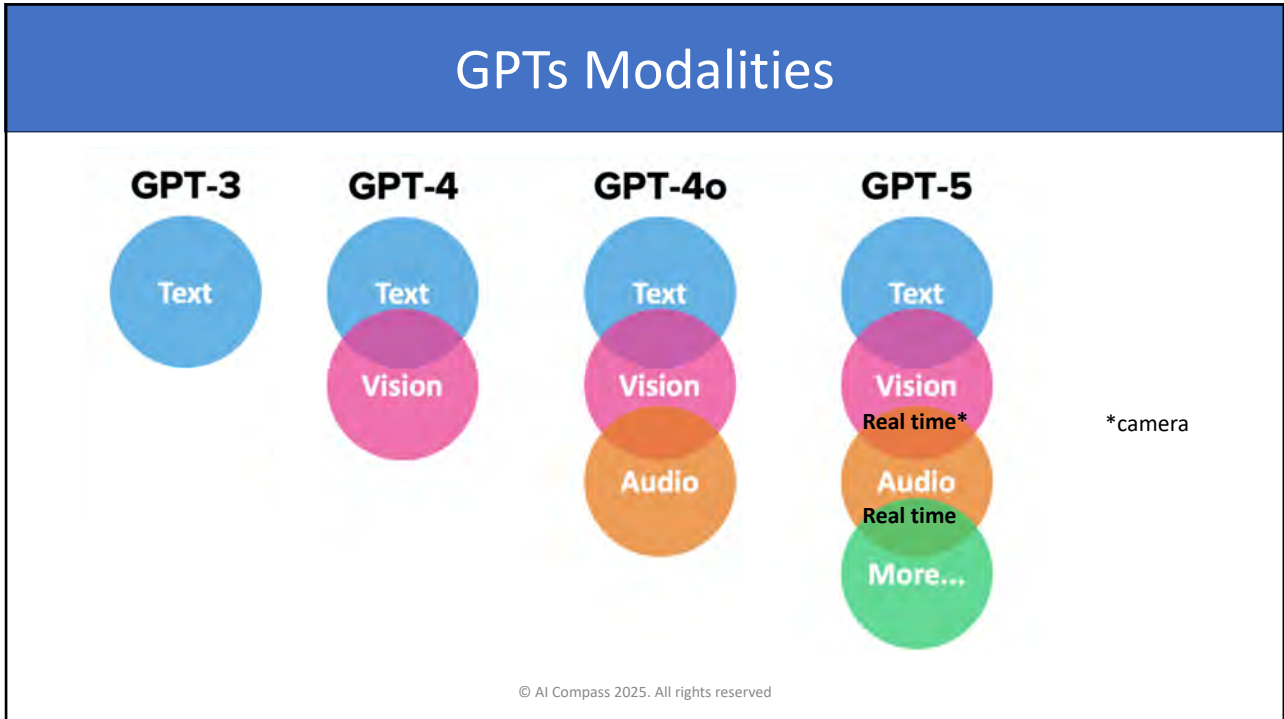 GPTs Modalities
GPT-3
Text
GPT-4
Text
Vision
GPT-4o
Text
Vision
Audio
GPT-5
Text
Vision
Real time*
Audio
Real time
More...
*camera
© AI Compass 2025. All rights reserved